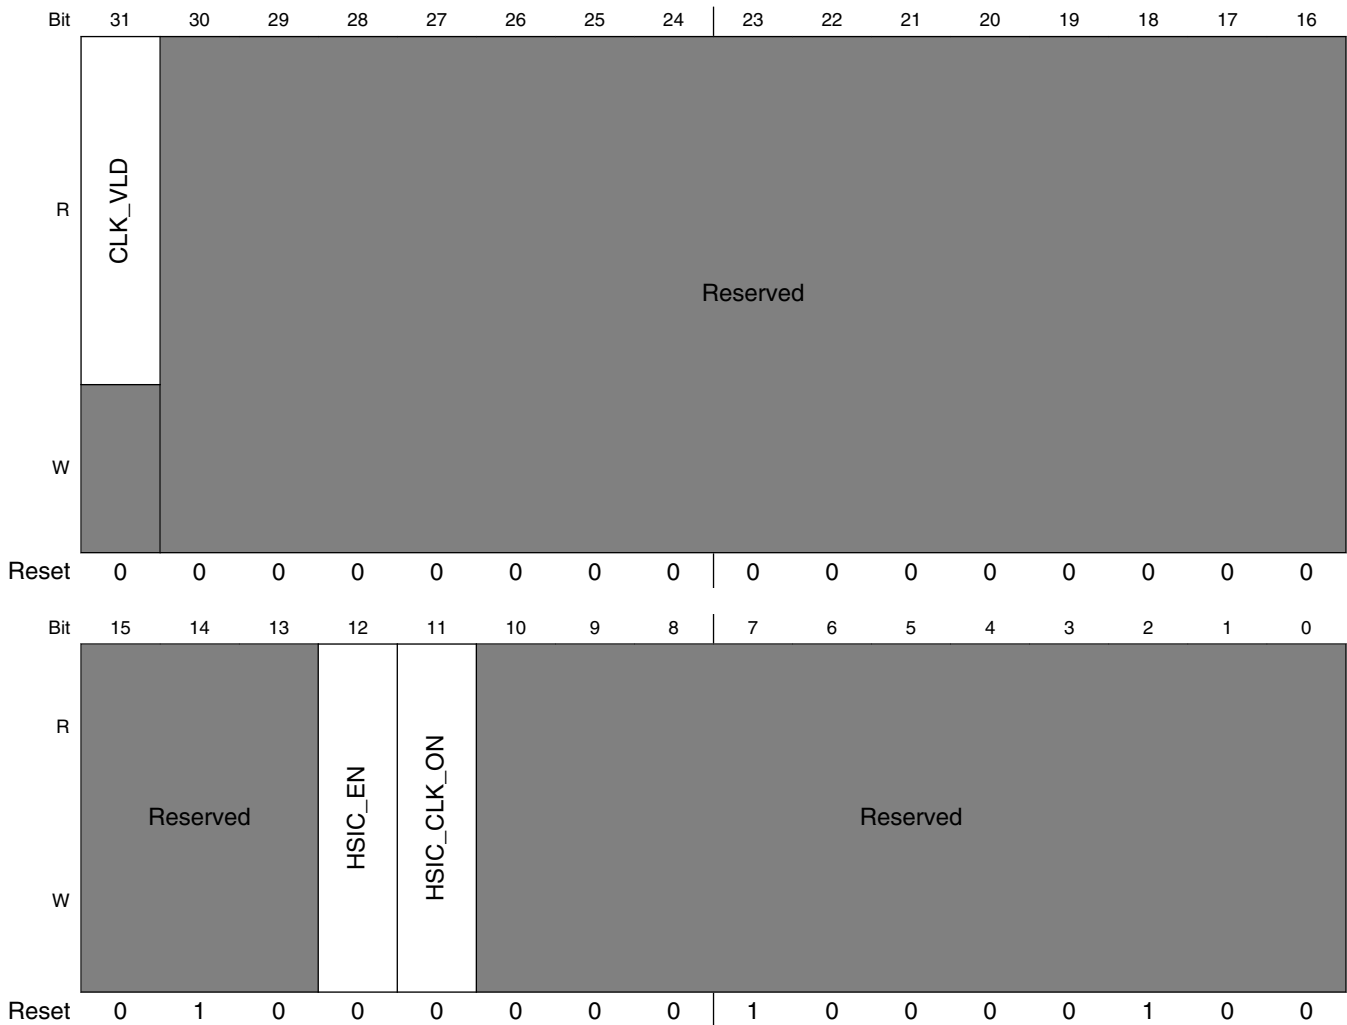 Bit 31 30 29 28 27 26 25 24 23 22 21 20 19 18 17 16
R
CLK_VLD
Reserved
W
Reset 0 0 0 0 0 0 0 0 0 0 0 0 0 0 0 0
Bit 15 14 13 12 11 10 9 8 7 6 5 4 3 2 1 0
R
Reserved
HSIC_EN
HSIC_CLK_ON
Reserved
W
Reset 0 1 0 0 0 0 0 0 1 0 0 0 0 1 0 0